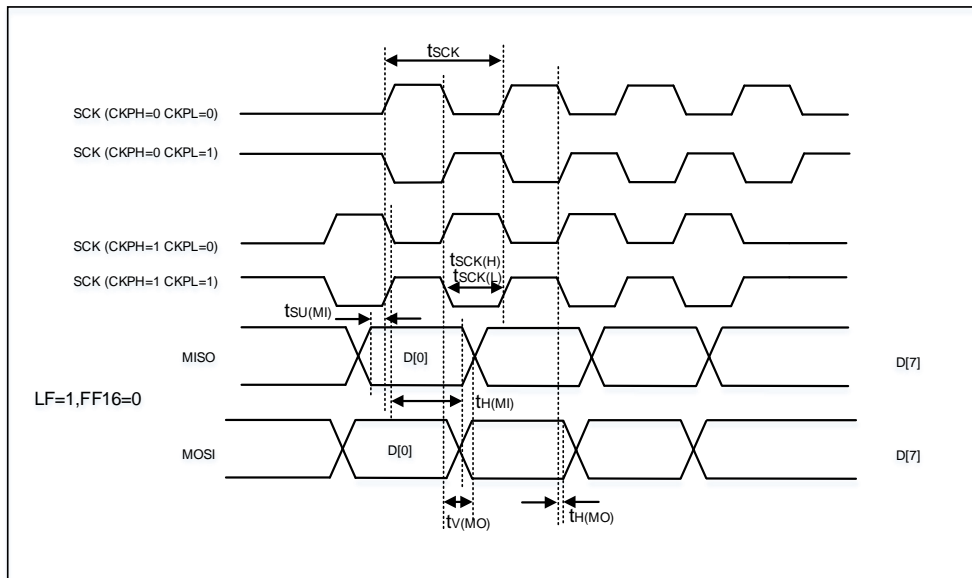 tSCK
SCK (CKPH=0 CKPL=0)
SCK (CKPH=0 CKPL=1)
SCK (CKPH=1 CKPL=0)
tSCK(H)
tSCK(L)
SCK (CKPH=1 CKPL=1)
tSU(MI)
MISO
D[0]
D[7]
LF=1,FF16=0
tH(MI)
MOSI
D[0]
D[7]
tV(MO)
tH(MO)